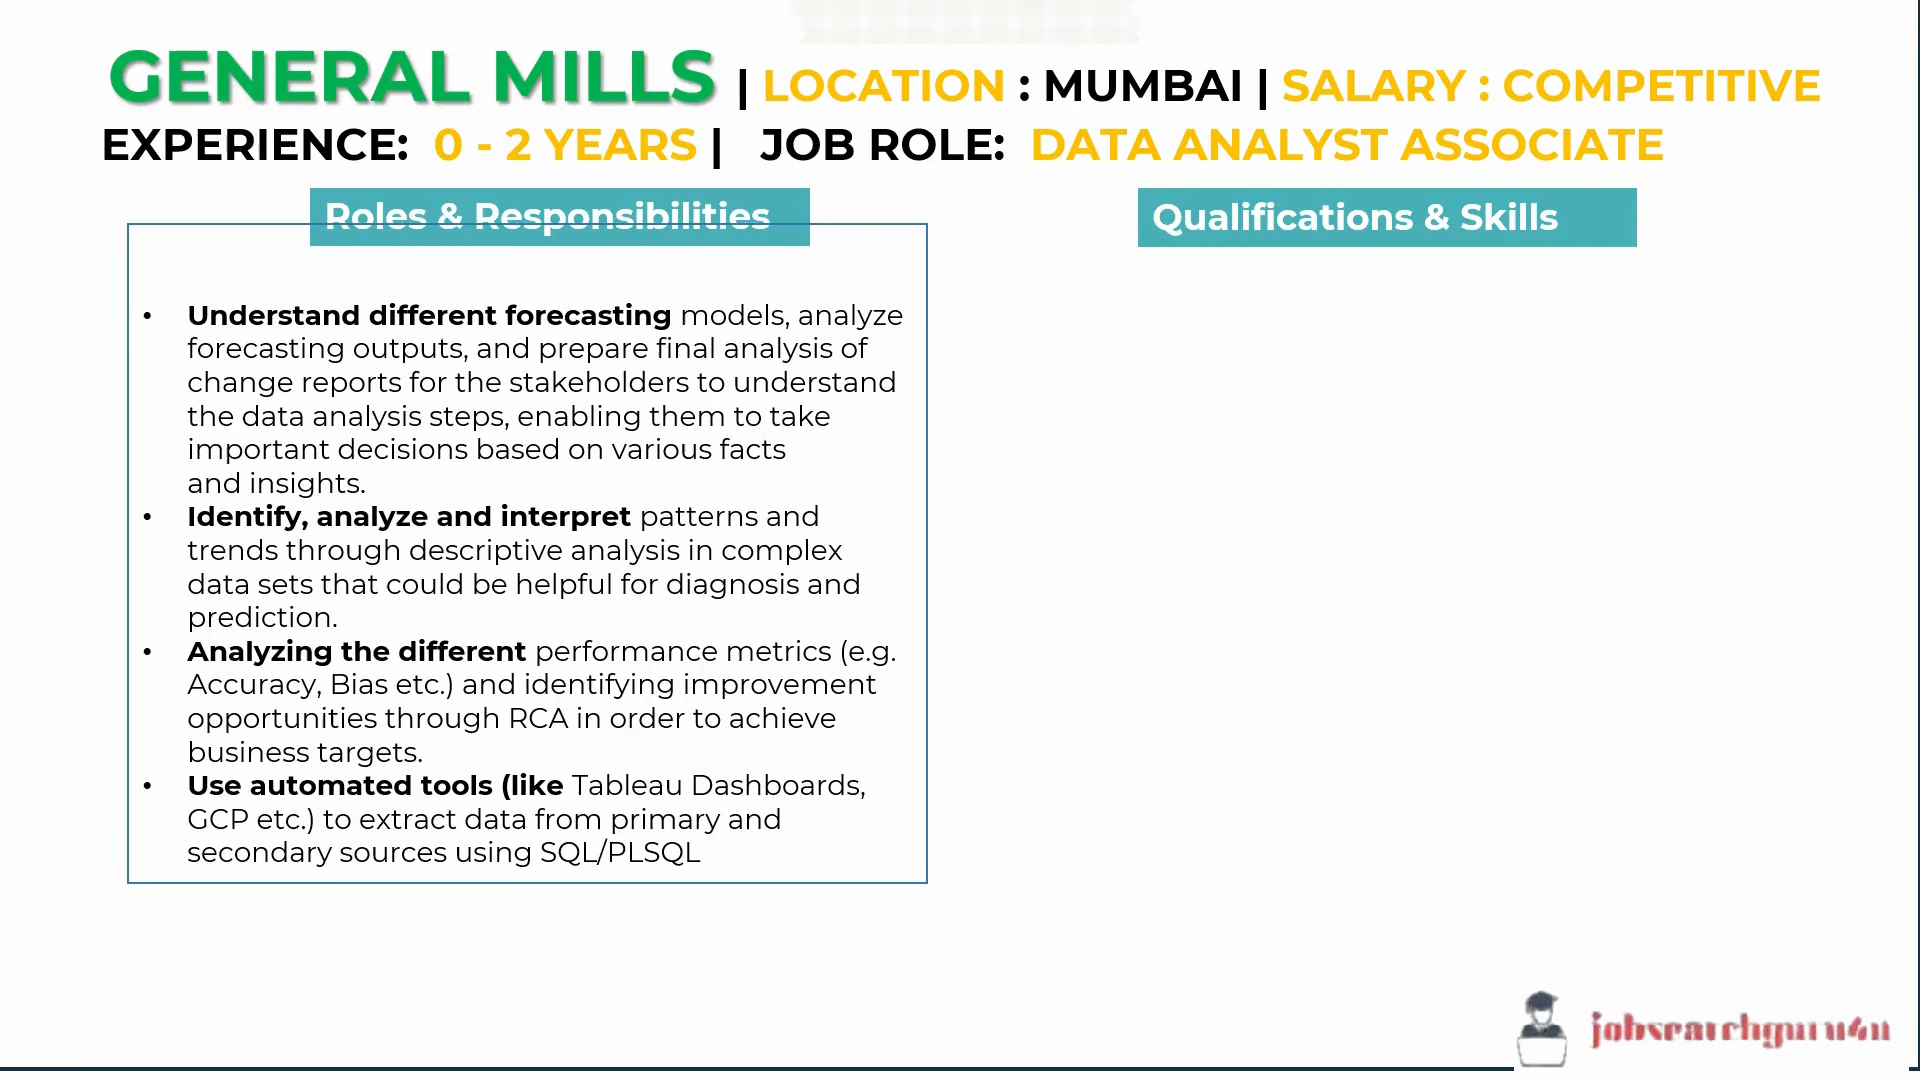 GENERAL MILLS | LOCATION : MUMBAI | SALARY : COMPETITIVE
EXPERIENCE: 0 - 2 YEARS | JOB ROLE: DATA ANALYST ASSOCIATE
Roles & Responsibilities
• Understand different forecasting models, analyze
forecasting outputs, and prepare final analysis of
change reports for the stakeholders to understand
the data analysis steps, enabling them to take
important decisions based on various facts
and insights.
• Identify, analyze and interpret patterns and
trends through descriptive analysis in complex
data sets that could be helpful for diagnosis and
prediction.
• Analyzing the different performance metrics (e.g.
Accuracy, Bias etc.) and identifying improvement
opportunities through RCA in order to achieve
business targets.
• Use automated tools (like Tableau Dashboards,
GCP etc.) to extract data from primary and
secondary sources using SQL/PLSQL
Qualifications & Skills
jobsearchguru4u